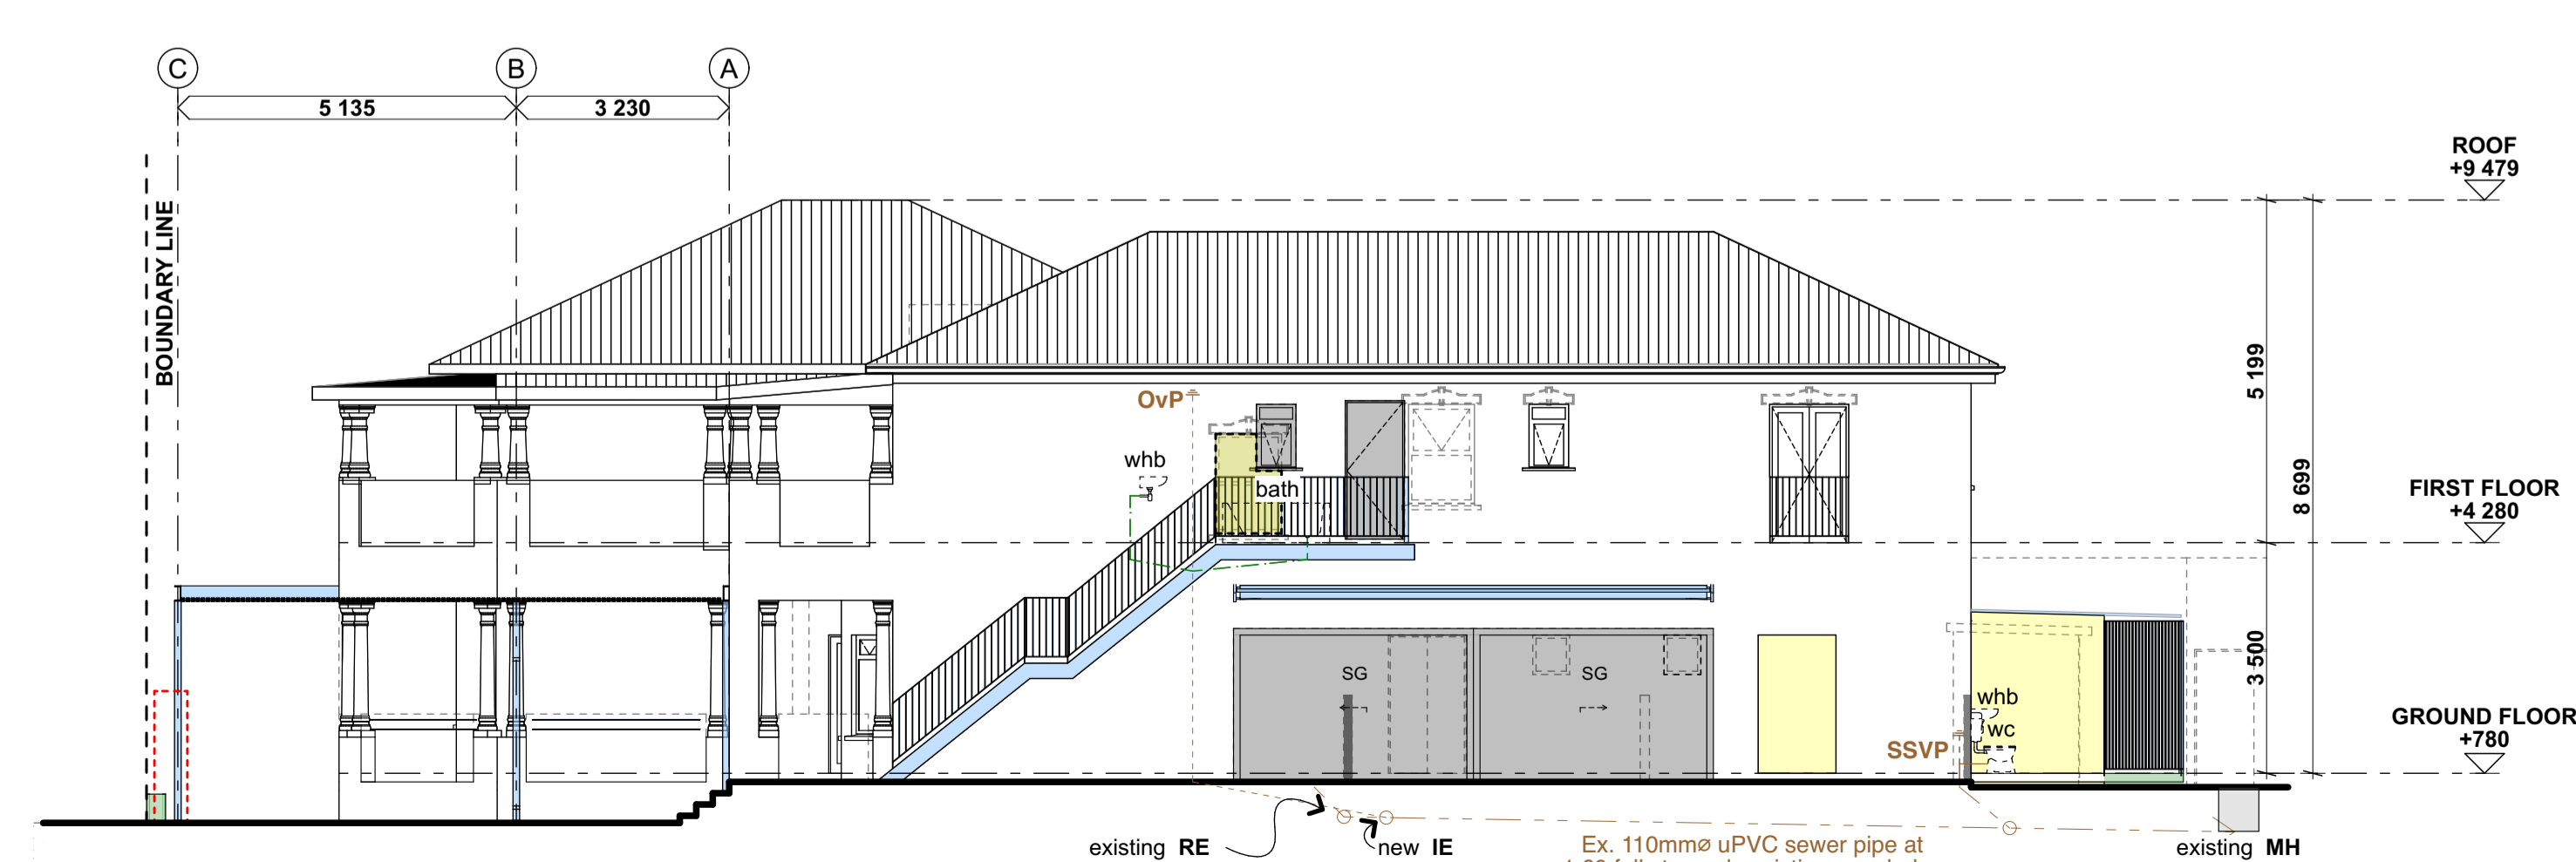 C
B
A
5 135
3 230
ROOF
+9 479
BOUNDARY LINE
5 199
8 699
OvP
whb
bath
FIRST FLOOR
+4 280
3 500
SG
SG
whb
wc
SSVP
GROUND FLOOR
+780
existing RE
new IE
Ex. 110mmø uPVC sewer pipe at
existing MH